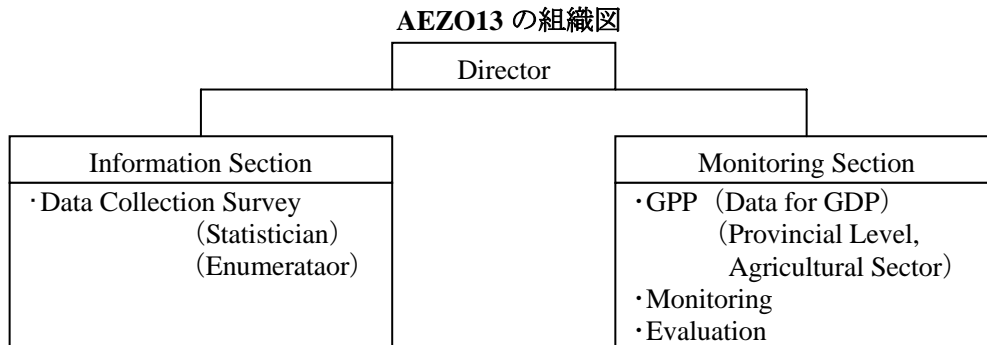 AEZO13 の組織図
Director
Information Section
・Data Collection Survey
（Statistician）
（Enumerataor）
Monitoring Section
・GPP（Data for GDP）
（Provincial Level,
Agricultural Sector）
・Monitoring
・Evaluation